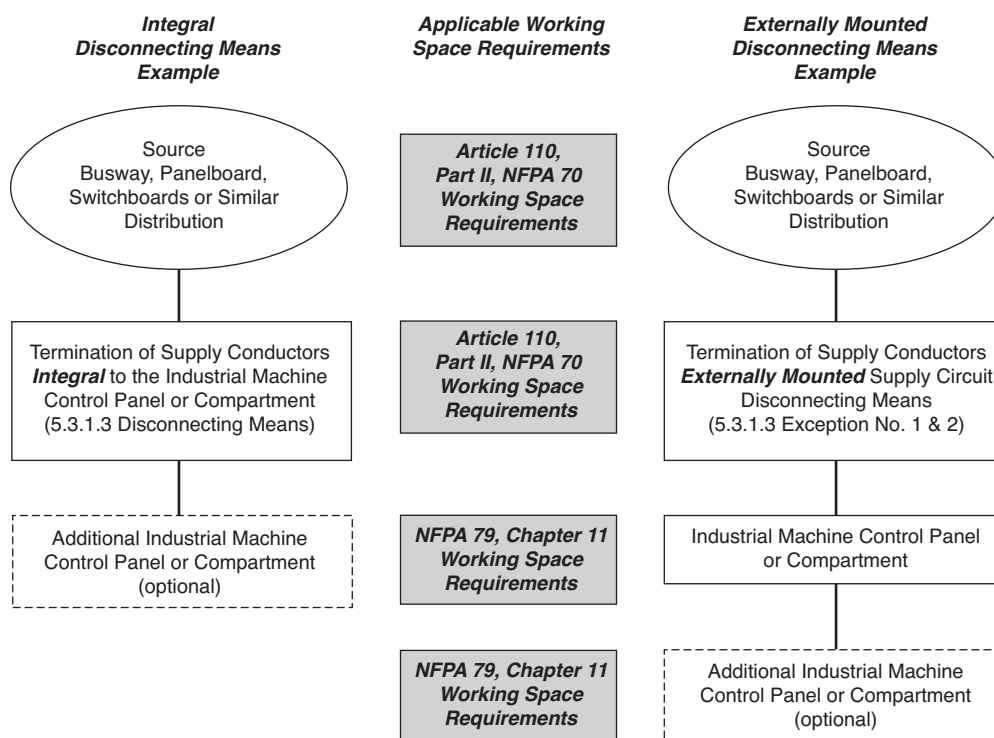 Integral
Disconnecting Means
Example
Applicable Working
Space Requirements
Externally Mounted
Disconnecting Means
Example
Source
Busway, Panelboard,
Switchboards or Similar
Distribution
Article 110,
Part II, NFPA 70
Working Space
Requirements
Source
Busway, Panelboard,
Switchboards or Similar
Distribution
Termination of Supply Conductors
Integral to the Industrial Machine
Control Panel or Compartment
(5.3.1.3 Disconnecting Means)
Article 110,
Part II, NFPA 70
Working Space
Requirements
Termination of Supply Conductors
Externally Mounted Supply Circuit
Disconnecting Means
(5.3.1.3 Exception No. 1 & 2)
Additional Industrial Machine
Control Panel or Compartment
(optional)
NFPA 79, Chapter 11
Working Space
Requirements
Industrial Machine Control Panel
or Compartment
NFPA 79, Chapter 11
Working Space
Requirements
Additional Industrial Machine
Control Panel or Compartment
(optional)